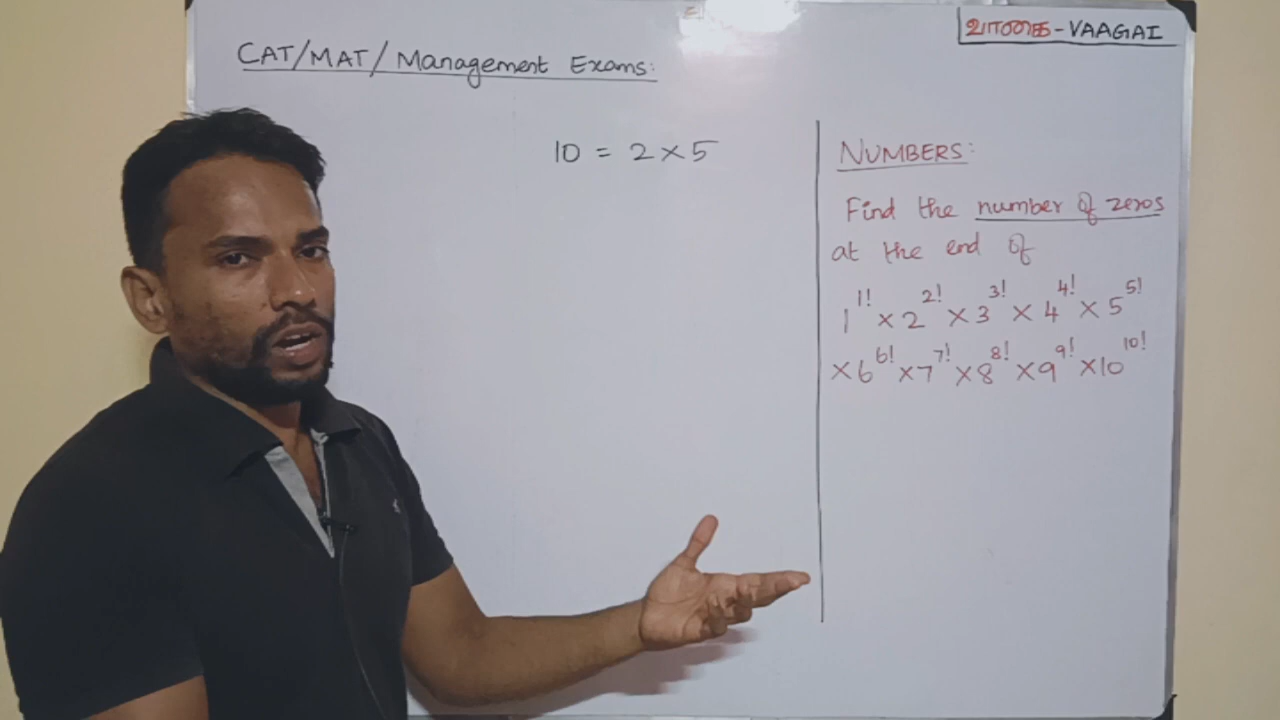 வாகை - VAAGAI
CAT/MAT/Management Exams:
10 = 2 × 5
NUMBERS:
Find the number of zeros
at the end of
1^1! × 2^2! × 3^3! × 4^4! × 5^5!
× 6^6! × 7^7! × 8^8! × 9^9! × 10^10!